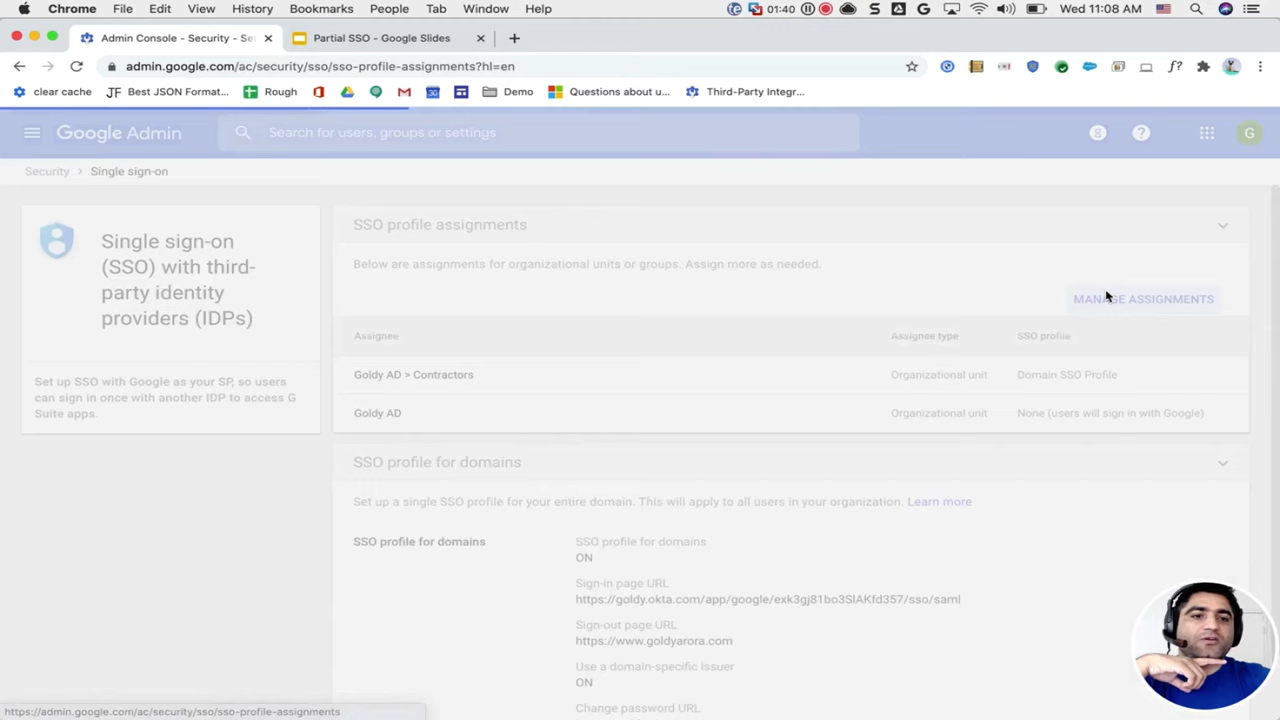 Chrome File Edit View History Bookmarks People Tab Window Help 01:40 Wed 11:08 AM
Admin Console - Security - Set Partial SSO - Google Slides
admin.google.com/ac/security/sso/sso-profile-assignments?hl=en
clear cache Best JSON Format... Rough Demo Questions about u... Third-Party Integr...
Google Admin Search for users, groups or settings G
Security > Single sign-on
Single sign-on
(SSO) with third-
party identity
providers (IDPs)
Set up SSO with Google as your SP, so users
can sign in once with another IDP to access G
Suite apps.
SSO profile assignments
Below are assignments for organizational units or groups. Assign more as needed.
MANAGE ASSIGNMENTS
Assignee Assignee type SSO profile
Goldy AD > Contractors Organizational unit Domain SSO Profile
Goldy AD Organizational unit None (users will sign in with Google)
SSO profile for domains
Set up a single SSO profile for your entire domain. This will apply to all users in your organization. Learn more
SSO profile for domains
SSO profile for domains
ON
Sign-in page URL
https://goldy.okta.com/app/google/exk3gj81bo3SlAKfd357/sso/saml
Sign-out page URL
https://www.goldyarora.com
Use a domain-specific issuer
ON
Change password URL
https://admin.google.com/ac/security/sso/sso-profile-assignments